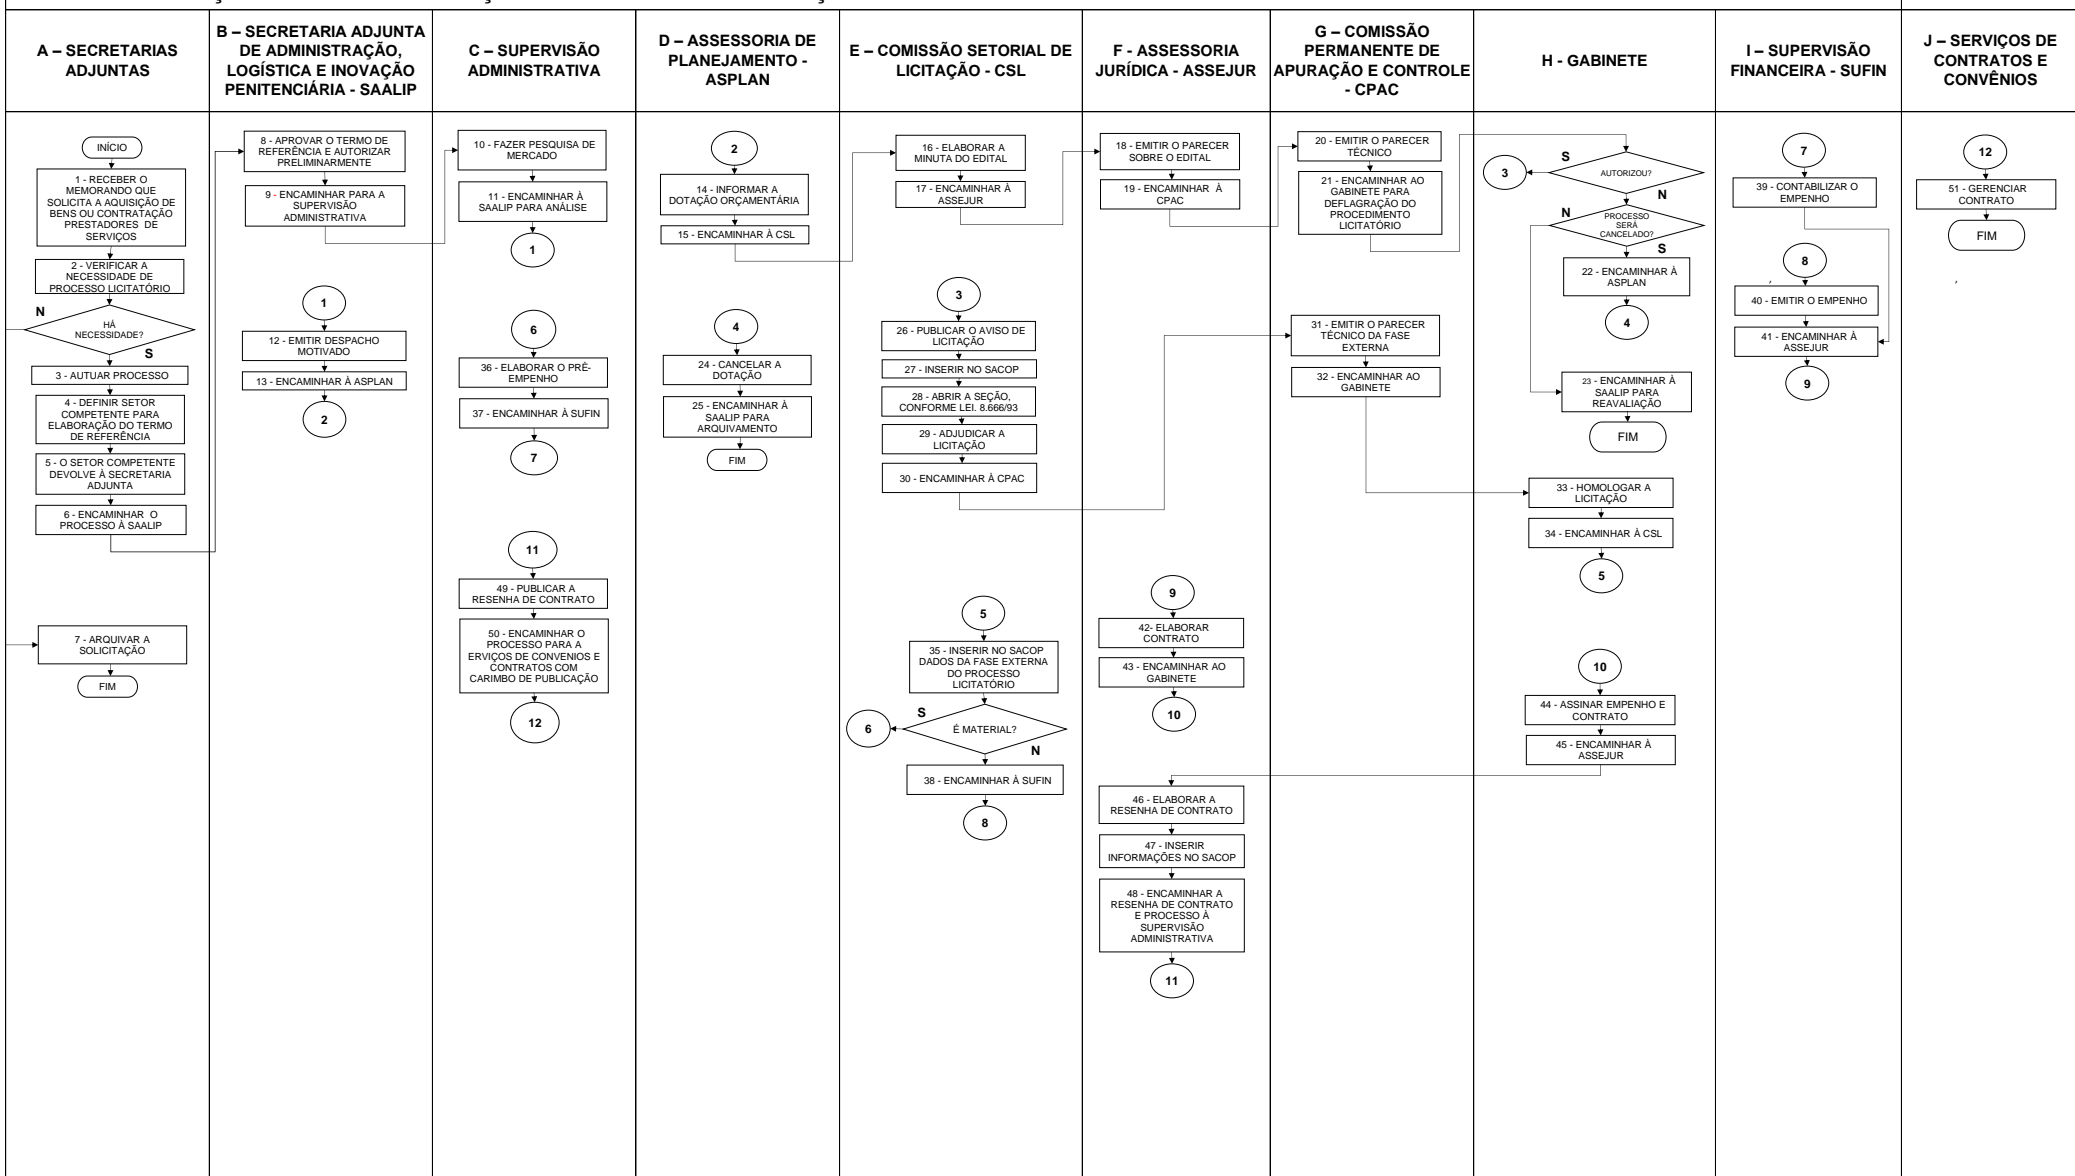 A – SECRETARIAS
ADJUNTAS
B – SECRETARIA ADJUNTA
DE ADMINISTRAÇÃO,
LOGÍSTICA E INOVAÇÃO
PENITENCIÁRIA - SAALIP
C – SUPERVISÃO
ADMINISTRATIVA
D – ASSESSORIA DE
PLANEJAMENTO -
ASPLAN
E – COMISSÃO SETORIAL DE
LICITAÇÃO - CSL
F - ASSESSORIA
JURÍDICA - ASSEJUR
G – COMISSÃO
PERMANENTE DE
APURAÇÃO E CONTROLE
- CPAC
H - GABINETE
I – SUPERVISÃO
FINANCEIRA - SUFIN
J – SERVIÇOS DE
CONTRATOS E
CONVÊNIOS
INÍCIO
1 - RECEBER O
MEMORANDO QUE
SOLICITA A AQUISIÇÃO DE
BENS OU CONTRATAÇÃO
PRESTADORES DE
SERVIÇOS
2 - VERIFICAR A
NECESSIDADE DE
PROCESSO LICITATÓRIO
N
HÁ
NECESSIDADE?
S
3 - AUTUAR PROCESSO
4 - DEFINIR SETOR
COMPETENTE PARA
ELABORAÇÃO DO TERMO
DE REFERÊNCIA
5 - O SETOR COMPETENTE
DEVOLVE À SECRETARIA
ADJUNTA
6 - ENCAMINHAR O
PROCESSO À SAALIP
7 - ARQUIVAR A
SOLICITAÇÃO
FIM
8 - APROVAR O TERMO DE
REFERÊNCIA E AUTORIZAR
PRELIMINARMENTE
9 - ENCAMINHAR PARA A
SUPERVISÃO
ADMINISTRATIVA
1
12 - EMITIR DESPACHO
MOTIVADO
13 - ENCAMINHAR À ASPLAN
2
10 - FAZER PESQUISA DE
MERCADO
11 - ENCAMINHAR À
SAALIP PARA ANÁLISE
1
6
36 - ELABORAR O PRÉ-
EMPENHO
37 - ENCAMINHAR À SUFIN
7
11
49 - PUBLICAR A
RESENHA DE CONTRATO
50 - ENCAMINHAR O
PROCESSO PARA A
ERVIÇOS DE CONVENIOS E
CONTRATOS COM
CARIMBO DE PUBLICAÇÃO
12
2
14 - INFORMAR A
DOTAÇÃO ORÇAMENTÁRIA
15 - ENCAMINHAR À CSL
4
24 - CANCELAR A
DOTAÇÃO
25 - ENCAMINHAR À
SAALIP PARA
ARQUIVAMENTO
FIM
16 - ELABORAR A
MINUTA DO EDITAL
17 - ENCAMINHAR À
ASSEJUR
3
26 - PUBLICAR O AVISO DE
LICITAÇÃO
27 - INSERIR NO SACOP
28 - ABRIR A SEÇÃO,
CONFORME LEI. 8.666/93
29 - ADJUDICAR A
LICITAÇÃO
30 - ENCAMINHAR À CPAC
5
35 - INSERIR NO SACOP
DADOS DA FASE EXTERNA
DO PROCESSO
LICITATÓRIO
S
6
É MATERIAL?
N
38 - ENCAMINHAR À SUFIN
8
18 - EMITIR O PARECER
SOBRE O EDITAL
19 - ENCAMINHAR À
CPAC
9
42- ELABORAR
CONTRATO
43 - ENCAMINHAR AO
GABINETE
10
46 - ELABORAR A
RESENHA DE CONTRATO
47 - INSERIR
INFORMAÇÕES NO SACOP
48 - ENCAMINHAR A
RESENHA DE CONTRATO
E PROCESSO À
SUPERVISÃO
ADMINISTRATIVA
11
20 - EMITIR O PARECER
TÉCNICO
21 - ENCAMINHAR AO
GABINETE PARA
DEFLAGRAÇÃO DO
PROCEDIMENTO
LICITATÓRIO
31 - EMITIR O PARECER
TÉCNICO DA FASE
EXTERNA
32 - ENCAMINHAR AO
GABINETE
S
3
AUTORIZOU?
N
N
PROCESSO
SERÁ
CANCELADO?
S
22 - ENCAMINHAR À
ASPLAN
4
23 - ENCAMINHAR À
SAALIP PARA
REAVALIAÇÃO
FIM
33 - HOMOLOGAR A
LICITAÇÃO
34 - ENCAMINHAR À CSL
5
10
44 - ASSINAR EMPENHO E
CONTRATO
45 - ENCAMINHAR À
ASSEJUR
7
39 - CONTABILIZAR O
EMPENHO
8
,
40 - EMITIR O EMPENHO
41 - ENCAMINHAR À
ASSEJUR
9
12
51 - GERENCIAR
CONTRATO
FIM
,